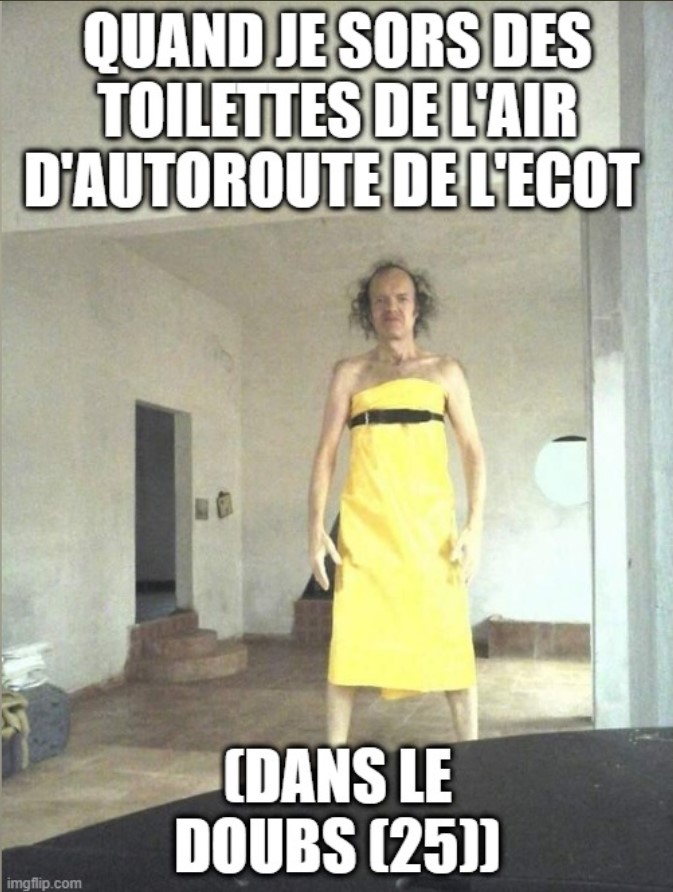 QUAND JE SORS DES
TOILETTES DE L'AIR
D'AUTOROUTE DE L'ECOT
(DANS LE
DOUBS (25))
imgflip.com